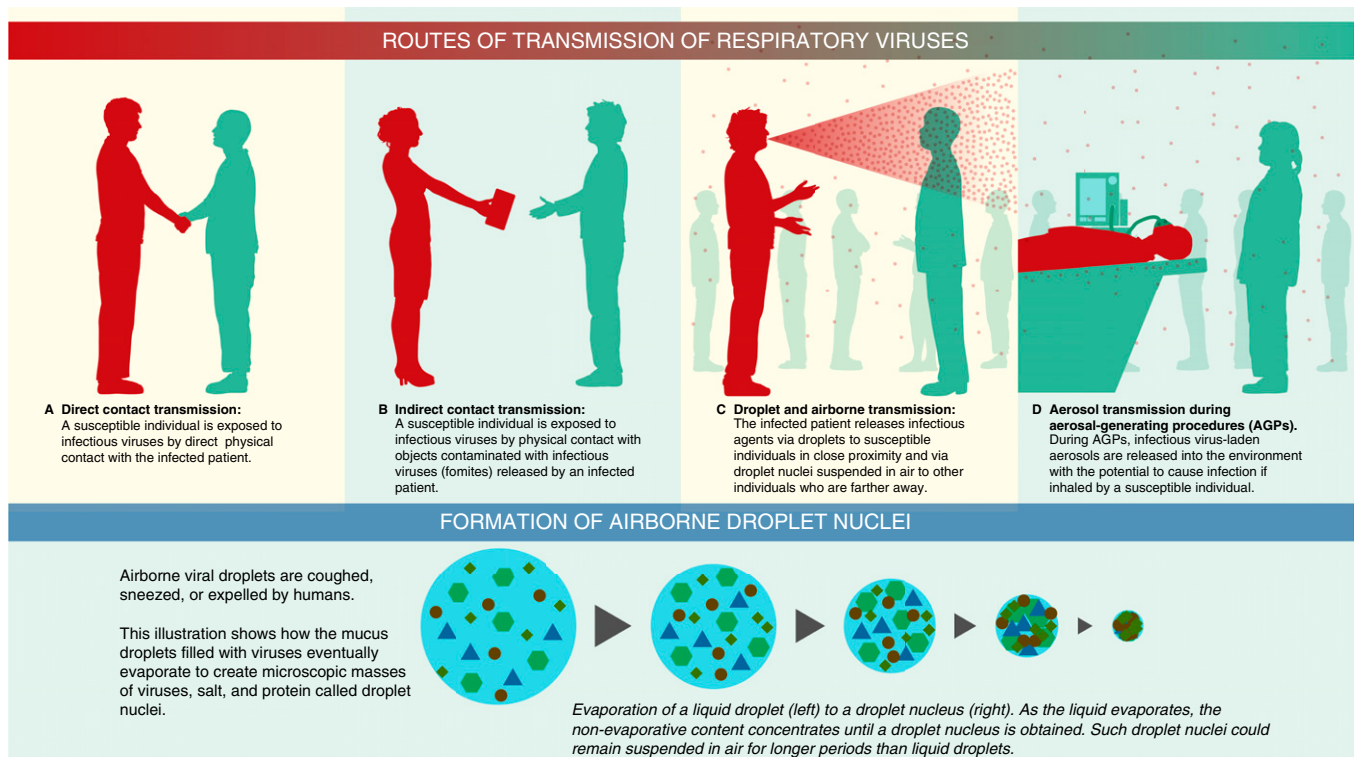 ROUTES OF TRANSMISSION OF RESPIRATORY VIRUSES
A Direct contact transmission:
A susceptible individual is exposed to
infectious viruses by direct physical
contact with the infected patient.
B Indirect contact transmission:
A susceptible individual is exposed to
infectious viruses by physical contact with
objects contaminated with infectious
viruses (fomites) released by an infected
patient.
C Droplet and airborne transmission:
The infected patient releases infectious
agents via droplets to susceptible
individuals in close proximity and via
droplet nuclei suspended in air to other
individuals who are farther away.
D Aerosol transmission during
aerosal-generating procedures (AGPs).
During AGPs, infectious virus-laden
aerosols are released into the environment
with the potential to cause infection if
inhaled by a susceptible individual.
FORMATION OF AIRBORNE DROPLET NUCLEI
Airborne viral droplets are coughed,
sneezed, or expelled by humans.
This illustration shows how the mucus
droplets filled with viruses eventually
evaporate to create microscopic masses
of viruses, salt, and protein called droplet
nuclei.
Evaporation of a liquid droplet (left) to a droplet nucleus (right). As the liquid evaporates, the
non-evaporative content concentrates until a droplet nucleus is obtained. Such droplet nuclei could
remain suspended in air for longer periods than liquid droplets.